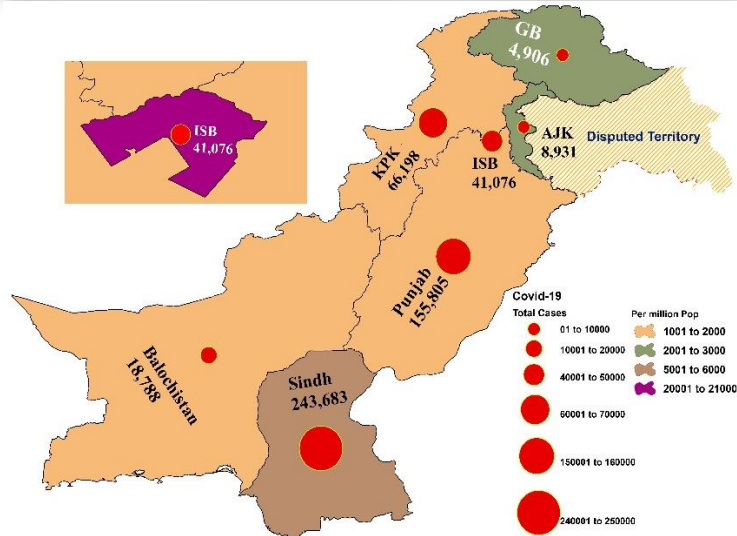 GB
4,906
ISB
41,076
AJK
8,931
Disputed Territory
KPK
66,198
ISB
41,076
Punjab
155,805
Balochistan
18,788
Sindh
243,683
Covid-19
Total Cases
01 to 10000
10001 to 20000
40001 to 50000
60001 to 70000
150001 to 160000
240001 to 250000
Per million Pop
1001 to 2000
2001 to 3000
5001 to 6000
20001 to 21000